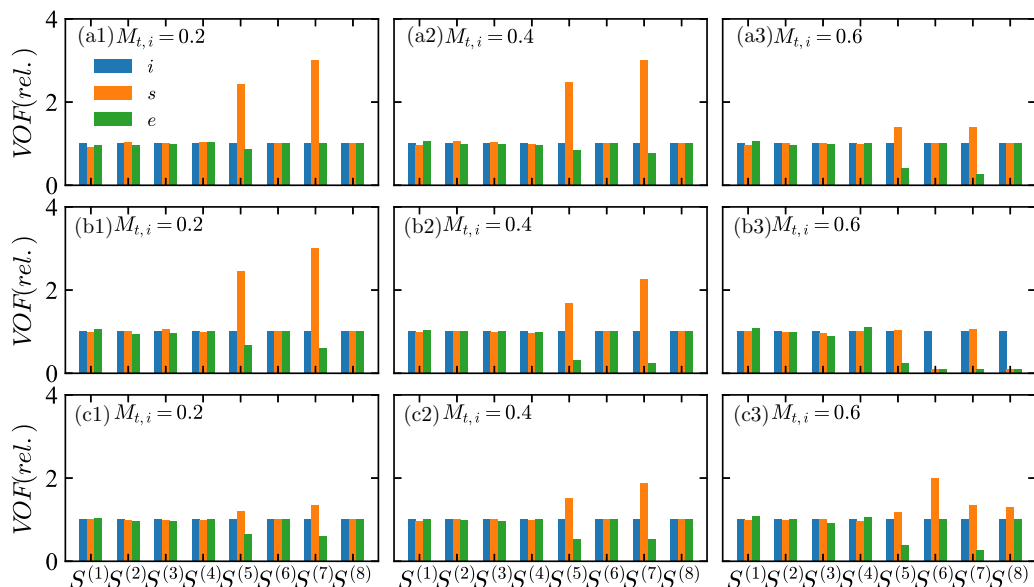 4 (a1) M_{t, i} = 0.2 (a2) M_{t, i} = 0.4 (a3) M_{t, i} = 0.6
i
VOF(rel.) 2 s
e
0
4 (b1) M_{t, i} = 0.2 (b2) M_{t, i} = 0.4 (b3) M_{t, i} = 0.6
VOF(rel.) 2
0
4 (c1) M_{t, i} = 0.2 (c2) M_{t, i} = 0.4 (c3) M_{t, i} = 0.6
VOF(rel.) 2
0
S^{(1)} S^{(2)} S^{(3)} S^{(4)} S^{(5)} S^{(6)} S^{(7)} S^{(8)} S^{(1)} S^{(2)} S^{(3)} S^{(4)} S^{(5)} S^{(6)} S^{(7)} S^{(8)} S^{(1)} S^{(2)} S^{(3)} S^{(4)} S^{(5)} S^{(6)} S^{(7)} S^{(8)}